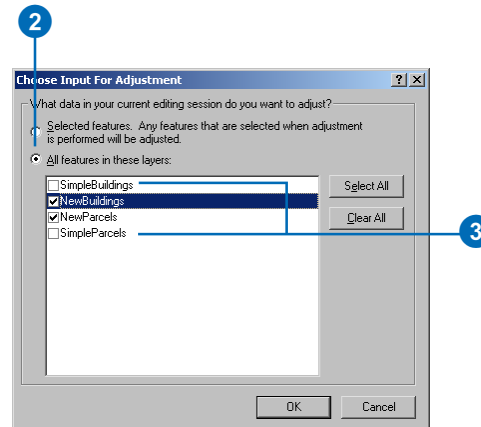 2
Choose Input For Adjustment
? X
What data in your current editing session do you want to adjust?
Selected features. Any features that are selected when adjustment
is performed will be adjusted.
All features in these layers:
SimpleBuildings
Select All
NewBuildings
NewParcels
Clear All
SimpleParcels
3
OK
Cancel